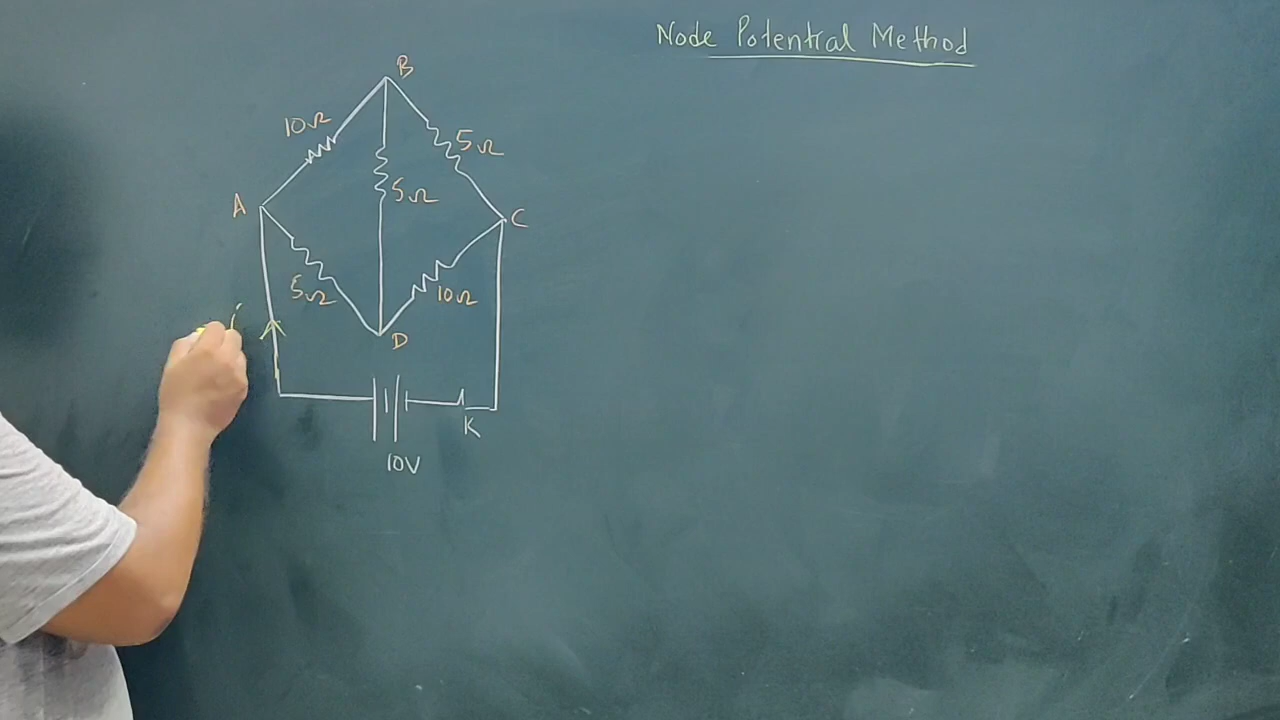 Node Potential Method
B
10Ω
5Ω
5Ω
A
C
5Ω
10Ω
i
D
K
10V